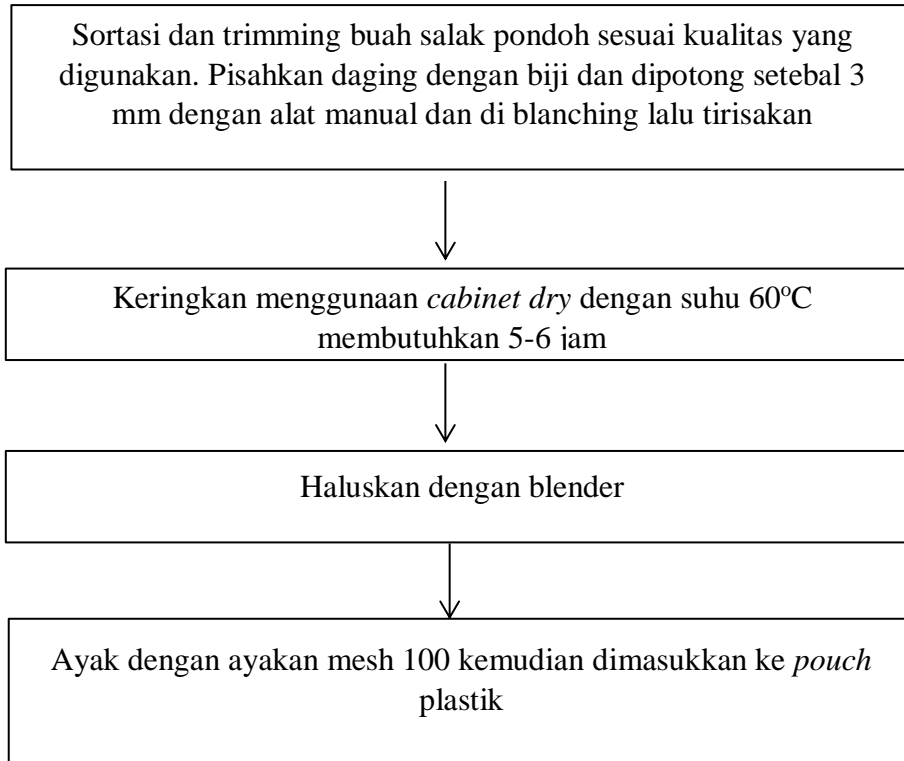 Sortasi dan trimming buah salak pondoh sesuai kualitas yang
digunakan. Pisahkan daging dengan biji dan dipotong setebal 3
mm dengan alat manual dan di blanching lalu tirisakan
Keringkan menggunaan cabinet dry dengan suhu 60°C
membutuhkan 5-6 jam
Haluskan dengan blender
Ayak dengan ayakan mesh 100 kemudian dimasukkan ke pouch
plastik